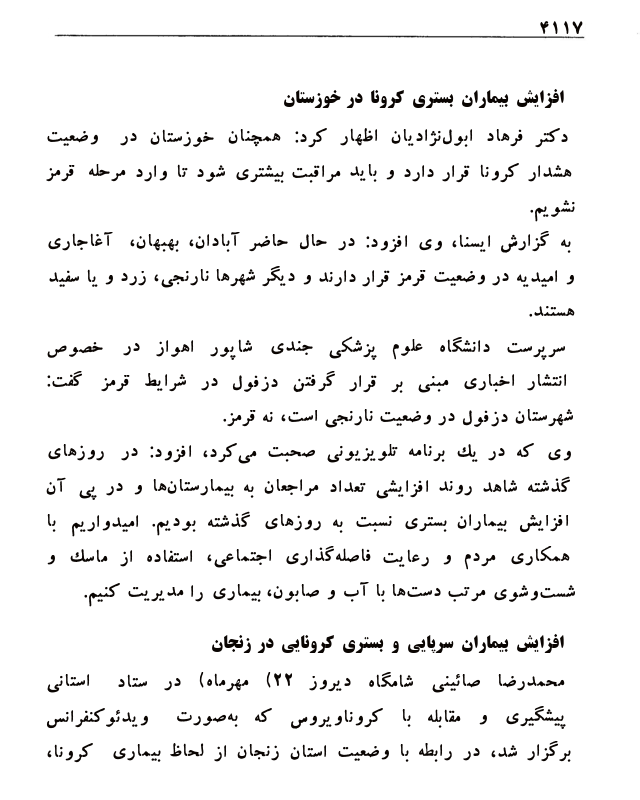 ۴۱۱۷
افزایش بیماران بستری کرونا در خوزستان
دکتر فرهاد ابول‌نژادیان اظهار کرد: همچنان خوزستان در وضعیت
هشدار کرونا قرار دارد و باید مراقبت بیشتری شود تا وارد مرحله قرمز
نشویم.
به گزارش ایسنا، وی افزود: در حال حاضر آبادان، بهبهان، آغاجاری
و امیدیه در وضعیت قرمز قرار دارند و دیگر شهرها نارنجی، زرد و یا سفید
هستند.
سرپرست دانشگاه علوم پزشکی جندی شاپور اهواز در خصوص
انتشار اخباری مبنی بر قرار گرفتن دزفول در شرایط قرمز گفت:
شهرستان دزفول در وضعیت نارنجی است، نه قرمز.
وی که در یك برنامه تلویزیونی صحبت می‌کرد، افزود: در روزهای
گذشته شاهد روند افزایشی تعداد مراجعان به بیمارستان‌ها و در پی آن
افزایش بیماران بستری نسبت به روزهای گذشته بودیم. امیدواریم با
همکاری مردم و رعایت فاصله‌گذاری اجتماعی، استفاده از ماسك و
شست‌وشوی مرتب دست‌ها با آب و صابون، بیماری را مدیریت کنیم.
افزایش بیماران سرپایی و بستری کرونایی در زنجان
محمدرضا صائینی شامگاه دیروز ۲۲) مهرماه) در ستاد استانی
پیشگیری و مقابله با کروناویروس که به‌صورت ویدئوکنفرانس
برگزار شد، در رابطه با وضعیت استان زنجان از لحاظ بیماری کرونا،